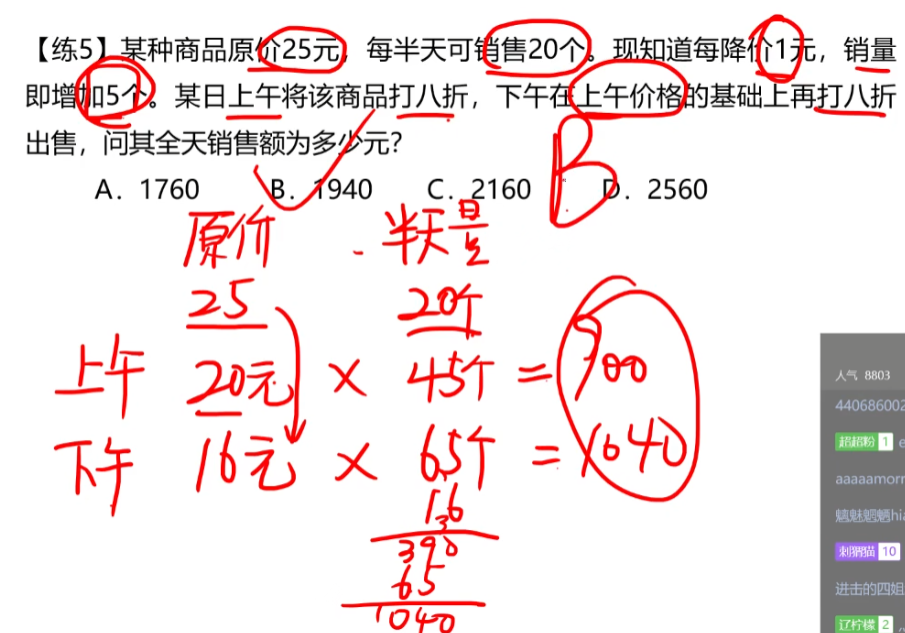 【练5】某种商品原价25元，每半天可销售20个。现知道每降价1元，销量
即增加5个。某日上午将该商品打八折，下午在上午价格的基础上再打八折
出售，问其全天销售额为多少元？
A．1760 B．1940 C．2160 D．2560
B
原价 半天量
25 20个
上午 20元 × 45个 = 900
下午 16元 × 65个 = 1040
16
390
65
1040
人气 8803
440686002
超超粉 1
aaaaamorr
魑魅魍魉hi
刺猬猫 10
进击的四姐
辽柠檬 2